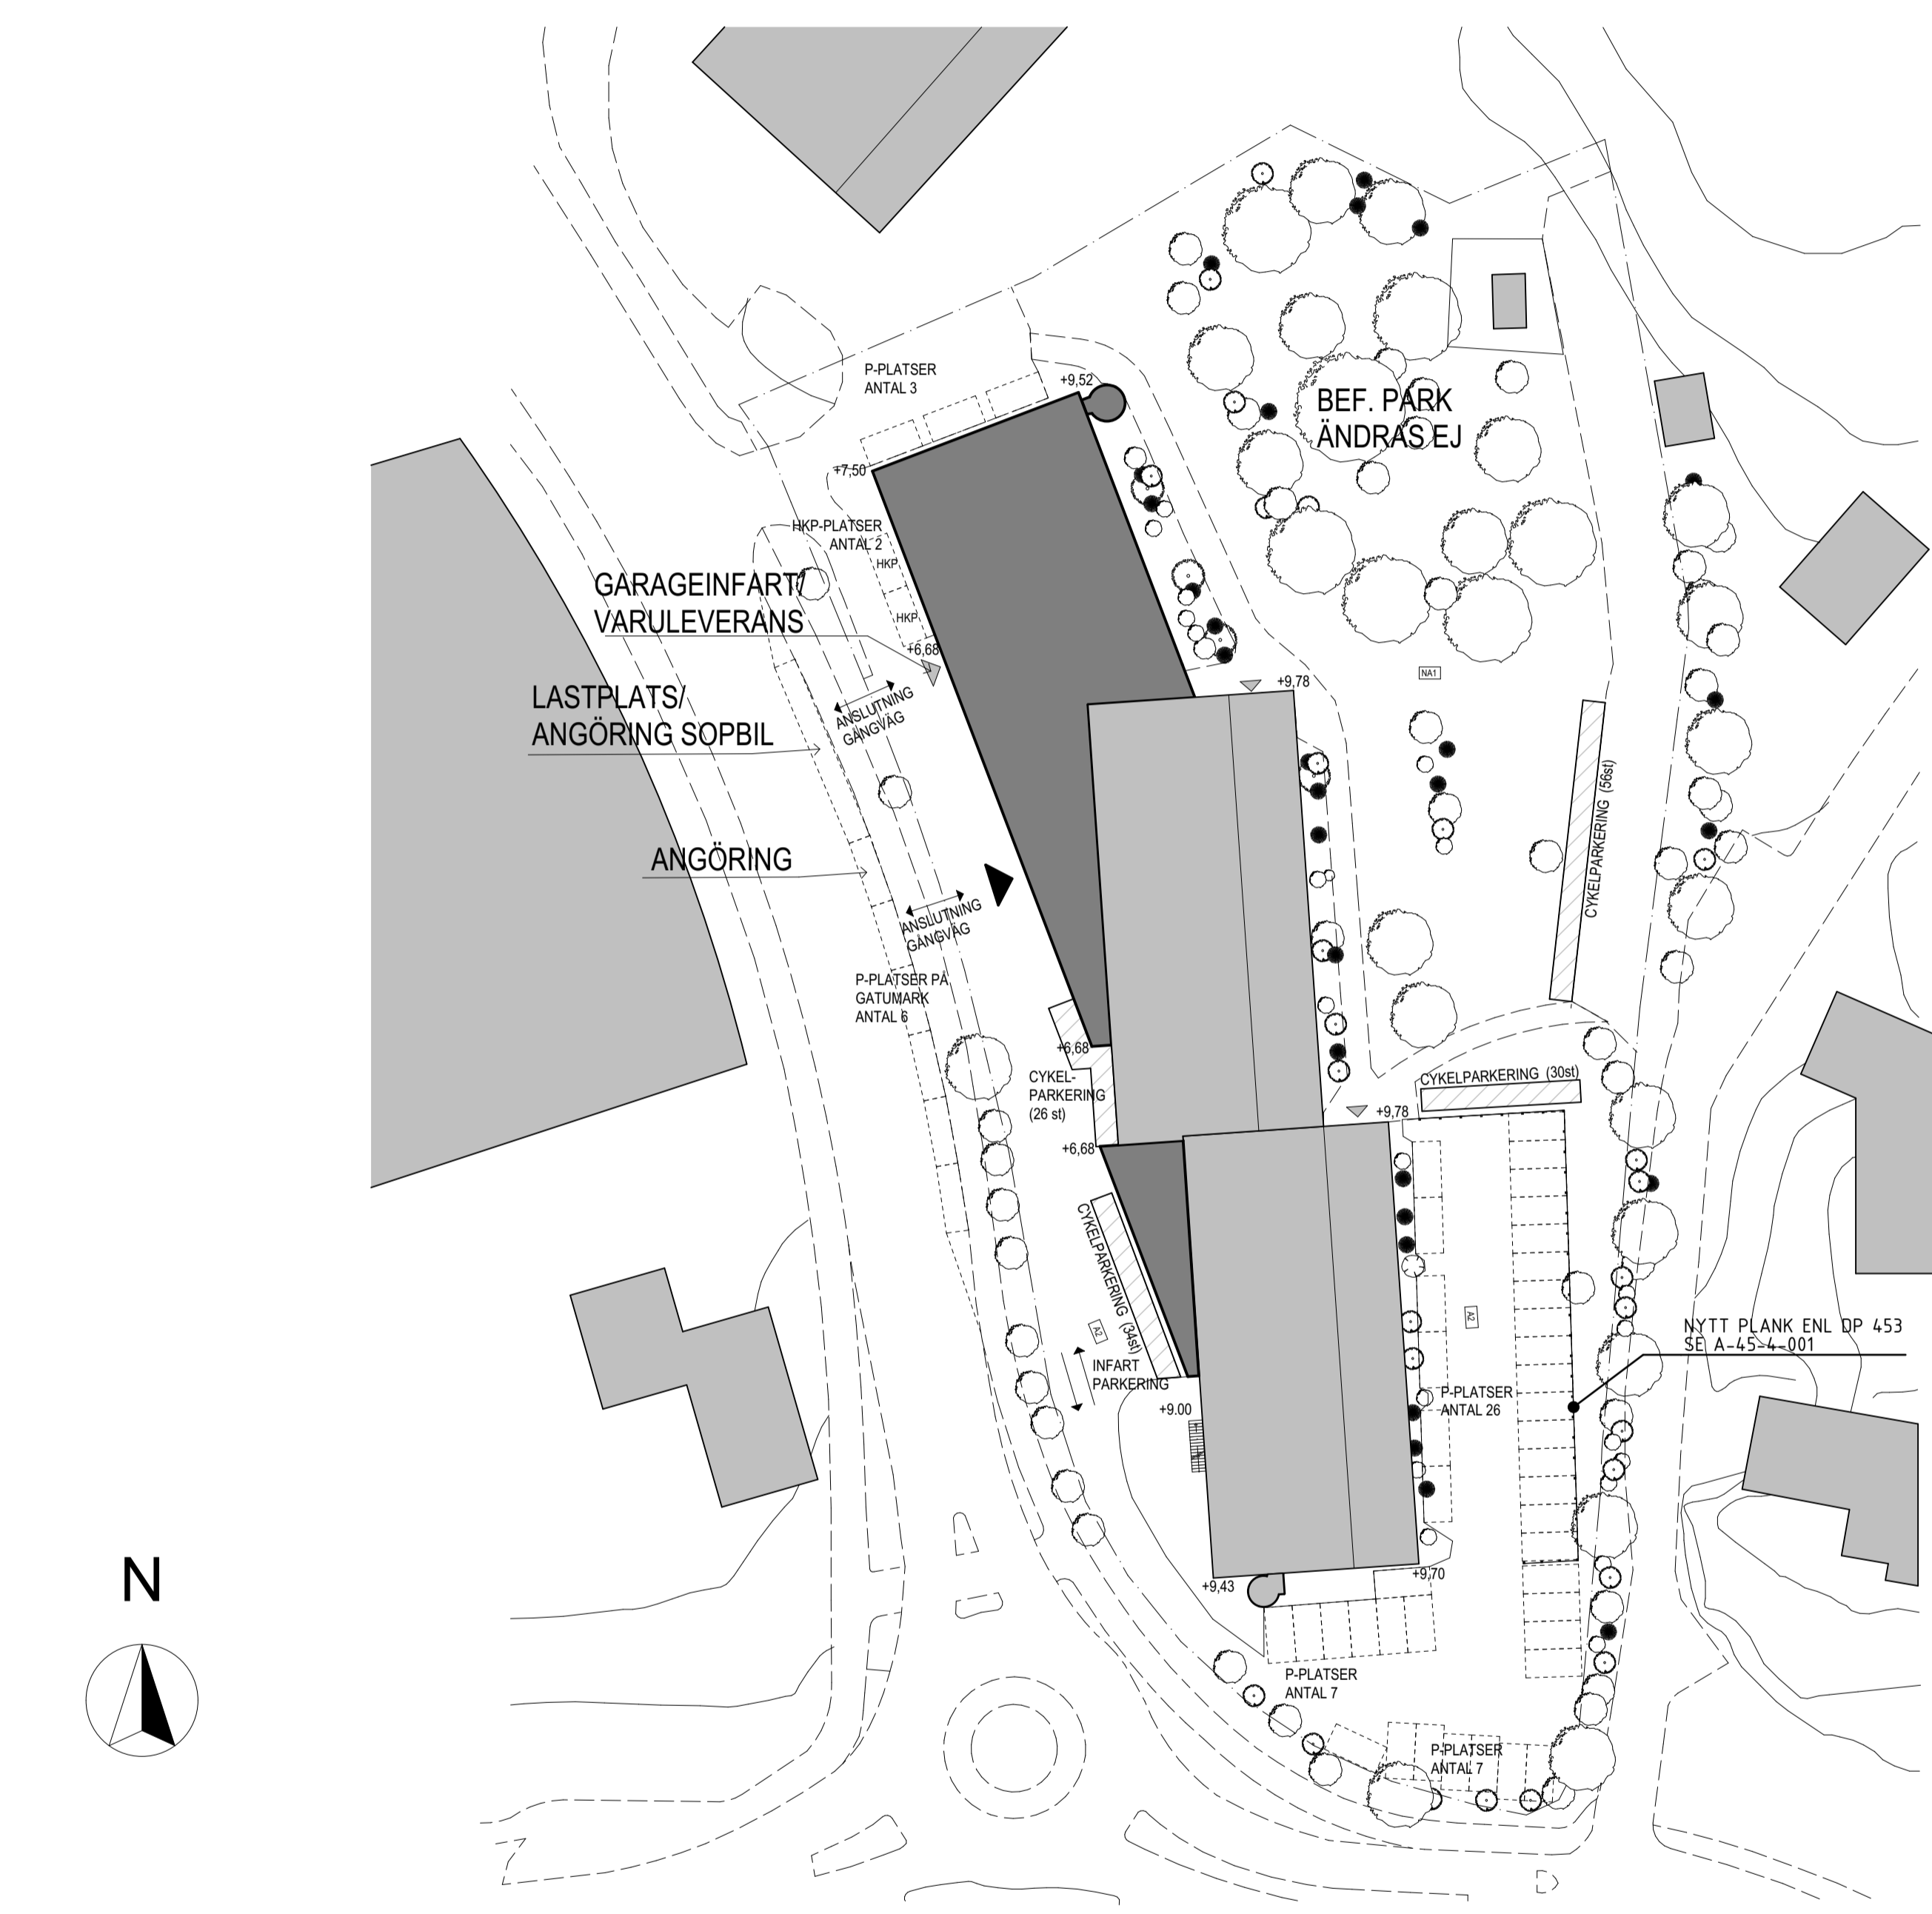 P-PLATSER
ANTAL 3
+9,52
BEF. PARK
ÄNDRAS EJ
+7,50
HKP-PLATSER
ANTAL 2
HKP
HKP
GARAGEINFART/
VARULEVERANS
+6,68
NA1
+9,78
LASTPLATS/
ANGÖRING SOPBIL
ANSLUTNING
GÅNGVÄG
CYKELPARKERING (56st)
ANGÖRING
ANSLUTNING
GÅNGVÄG
P-PLATSER PÅ
GATUMARK
ANTAL 6
+6,68
CYKEL-
PARKERING
(26 st)
CYKELPARKERING (30st)
+9,78
+6,68
CYKELPARKERING (34st)
A2
A2
NYTT PLANK ENL DP 453
SE A-45-4-001
INFART
PARKERING
P-PLATSER
ANTAL 26
+9.00
N
+9,43
+9,70
P-PLATSER
ANTAL 7
P-PLATSER
ANTAL 7